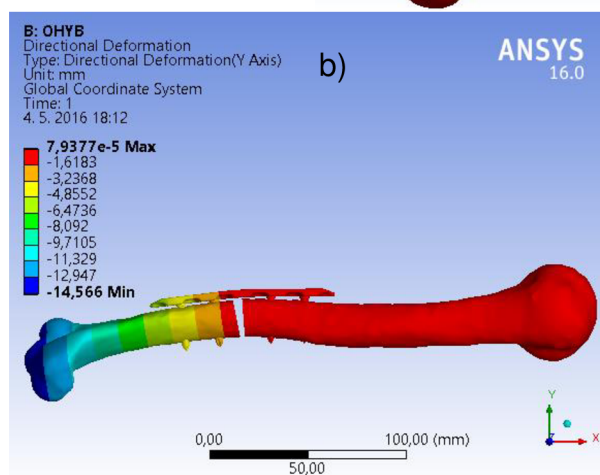 B: OHYB
Directional Deformation
Type: Directional Deformation(Y Axis)
Unit: mm
Global Coordinate System
Time: 1
4. 5. 2016 18:12
b)
ANSYS
16.0
7,9377e-5 Max
-1,6183
-3,2368
-4,8552
-6,4736
-8,092
-9,7105
-11,329
-12,947
-14,566 Min
0,00
100,00 (mm)
50,00
Y
Z
X